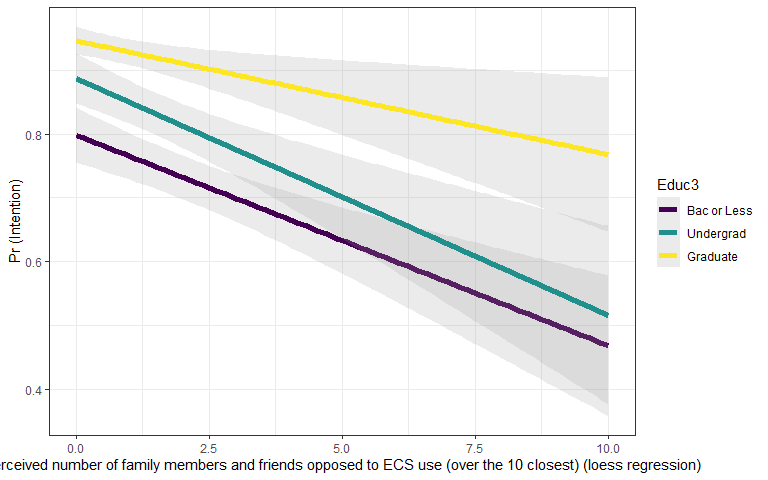 Pr (Intention)
0.8
0.6
0.4
0.0 2.5 5.0 7.5 10.0
erceived number of family members and friends opposed to ECS use (over the 10 closest) (loess regression)
Educ3
Bac or Less
Undergrad
Graduate